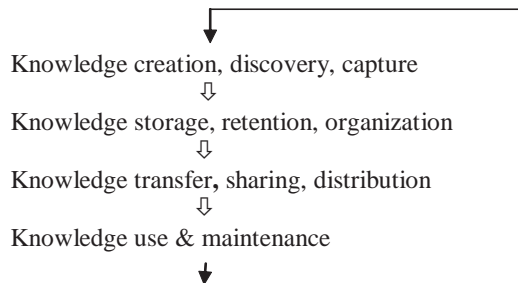 Knowledge creation, discovery, capture
Knowledge storage, retention, organization
Knowledge transfer, sharing, distribution
Knowledge use & maintenance